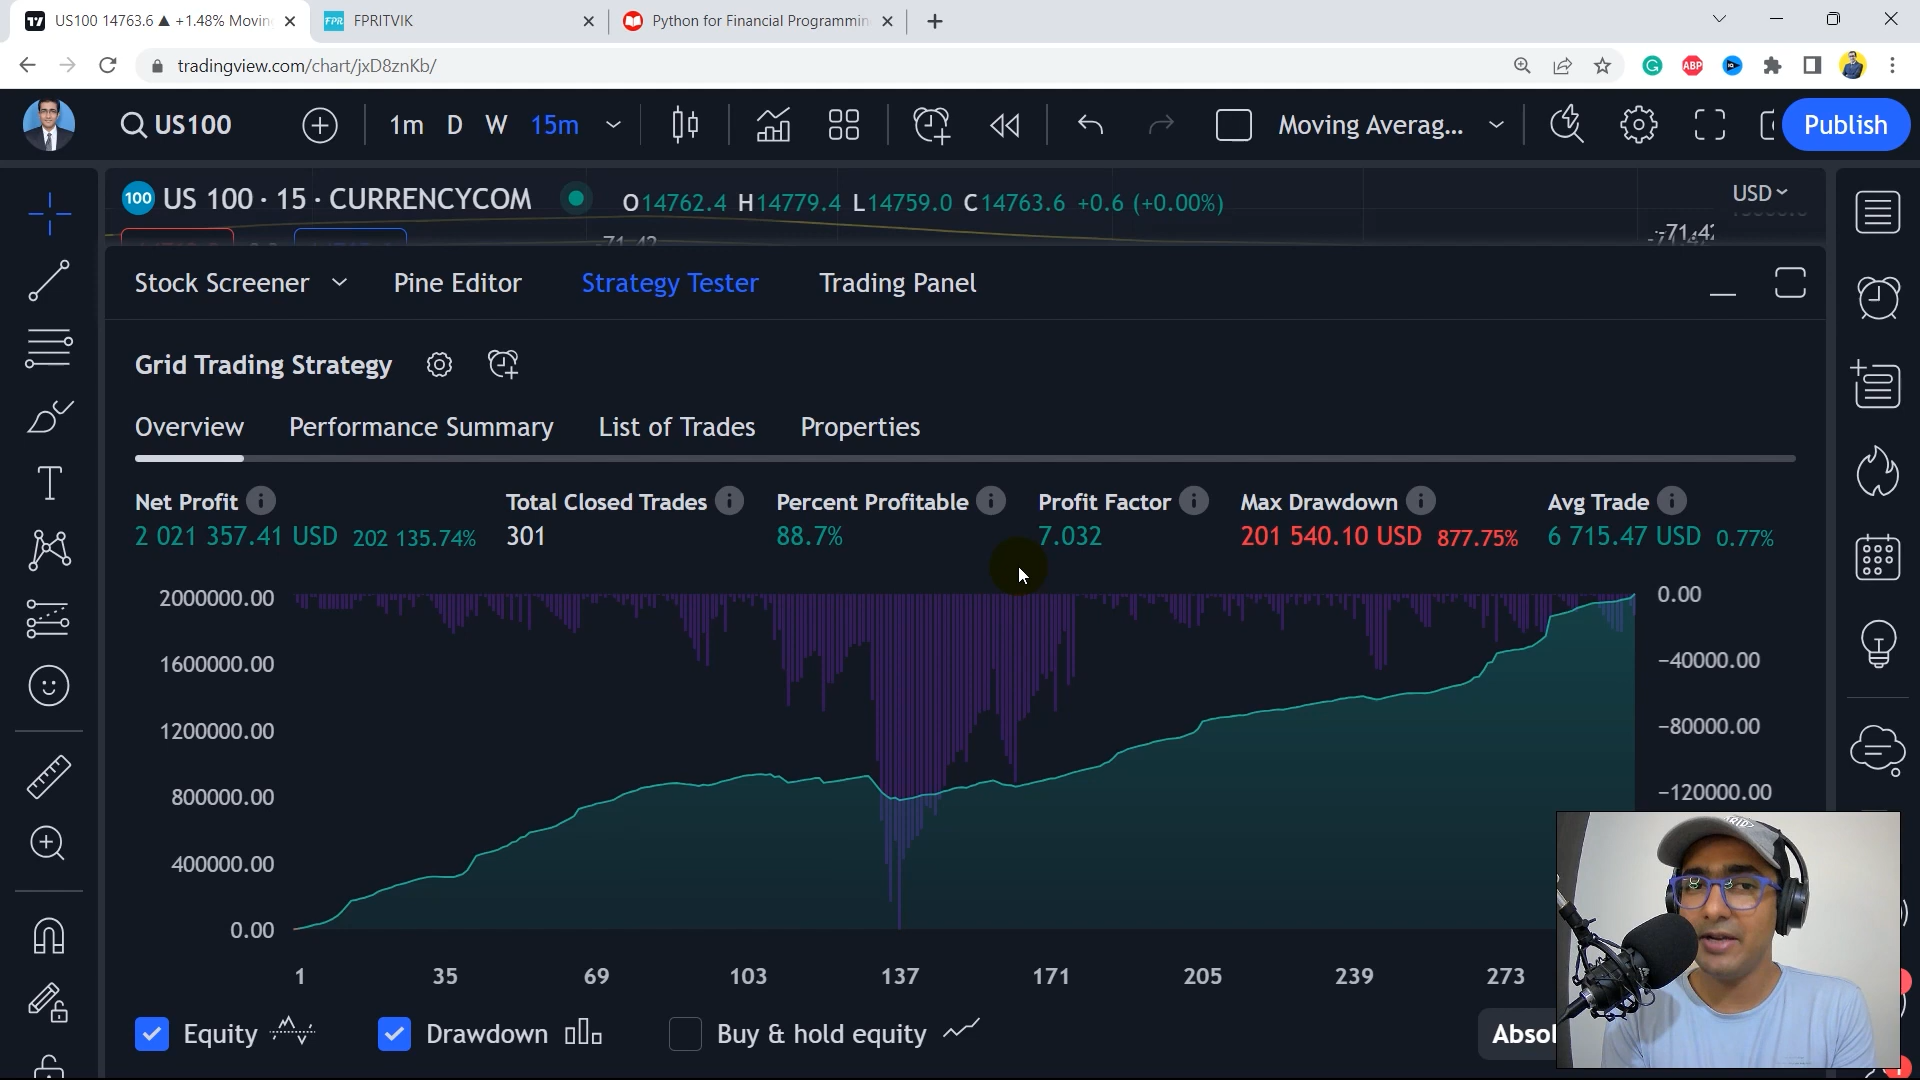 US100 14763.6 ▲ +1.48% Movin
FPR FPRITVIK
Python for Financial Programmin
tradingview.com/chart/jxD8znKb/
ABP
US100 1m D W 15m Moving Averag... Publish
100 US 100 · 15 · CURRENCYCOM O14762.4 H14779.4 L14759.0 C14763.6 +0.6 (+0.00%) USD
Stock Screener Pine Editor Strategy Tester Trading Panel
Grid Trading Strategy
Overview Performance Summary List of Trades Properties
Net Profit Total Closed Trades Percent Profitable Profit Factor Max Drawdown Avg Trade
2 021 357.41 USD 202 135.74% 301 88.7% 7.032 201 540.10 USD 877.75% 6 715.47 USD 0.77%
2000000.00 0.00
1600000.00 −40000.00
1200000.00 −80000.00
800000.00 −120000.00
400000.00
0.00
1 35 69 103 137 171 205 239 273
Equity Drawdown Buy & hold equity Absol